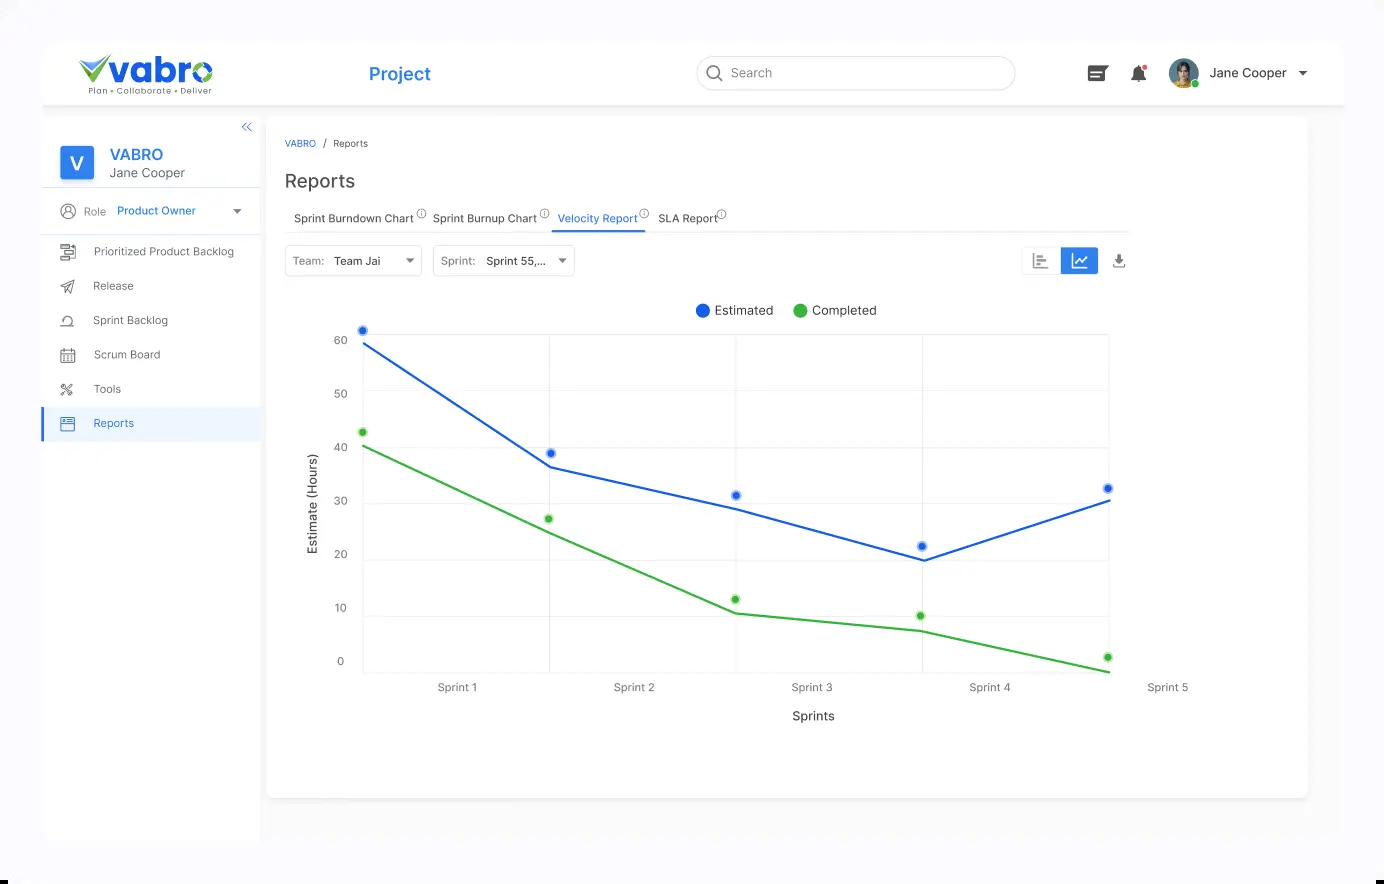 vabro
Plan • Collaborate • Deliver
Project
Search
Jane Cooper
V
VABRO
Jane Cooper
Role Product Owner
Prioritized Product Backlog
Release
Sprint Backlog
Scrum Board
Tools
Reports
VABRO / Reports
Reports
Sprint Burndown Chart Sprint Burnup Chart Velocity Report SLA Report
Team: Team Jai Sprint: Sprint 55,...
Estimated Completed
60
50
40
30
20
10
0
Estimate (Hours)
Sprint 1 Sprint 2 Sprint 3 Sprint 4 Sprint 5
Sprints